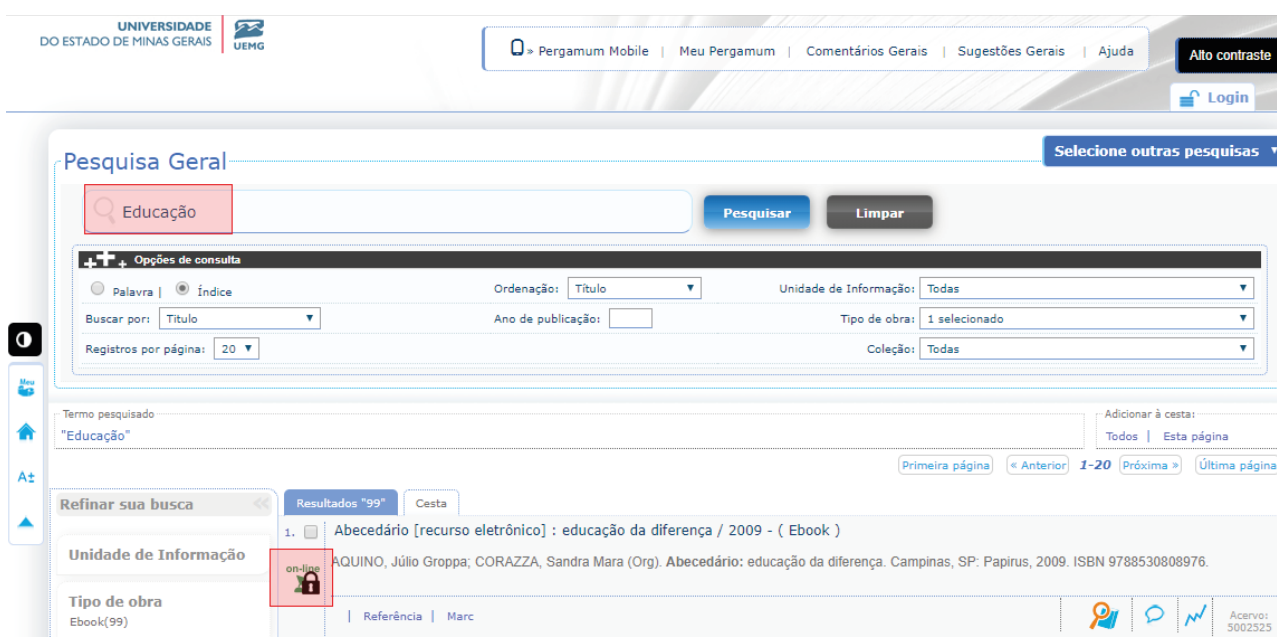 UNIVERSIDADE
DO ESTADO DE MINAS GERAIS
UEMG
» Pergamum Mobile | Meu Pergamum | Comentários Gerais | Sugestões Gerais | Ajuda
Alto contraste
Login
Selecione outras pesquisas
Pesquisa Geral
Educação
Pesquisar
Limpar
Opções de consulta
Palavra | Índice
Ordenação: Título
Unidade de Informação: Todas
Buscar por: Titulo
Ano de publicação:
Tipo de obra: 1 selecionado
Registros por página: 20
Coleção: Todas
Meu
A±
Termo pesquisado
"Educação"
Adicionar à cesta:
Todos | Esta página
Primeira página « Anterior 1-20 Próxima » Última página
Refinar sua busca
Resultados "99"
Cesta
1. Abecedário [recurso eletrônico] : educação da diferença / 2009 - ( Ebook )
Unidade de Informação
on-line
AQUINO, Júlio Groppa; CORAZZA, Sandra Mara (Org). Abecedário: educação da diferença. Campinas, SP: Papirus, 2009. ISBN 9788530808976.
Tipo de obra
Ebook(99)
| Referência | Marc
Acervo:
5002525